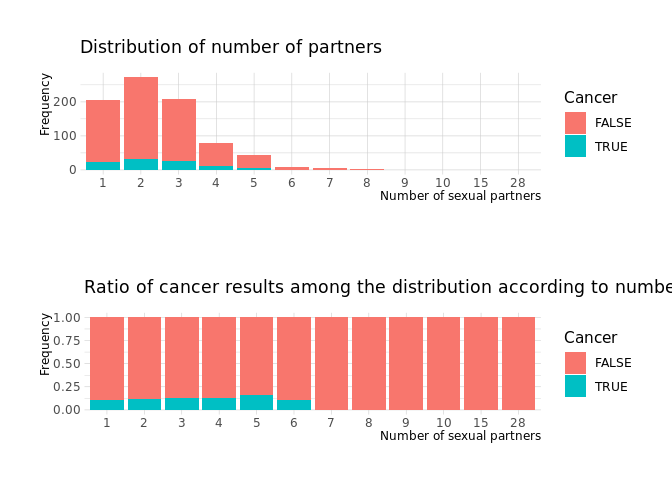 Distribution of number of partners
Frequency
200
100
0
1 2 3 4 5 6 7 8 9 10 15 28
Number of sexual partners
Cancer
FALSE
TRUE
Ratio of cancer results among the distribution according to numbe
Frequency
1.00
0.75
0.50
0.25
0.00
1 2 3 4 5 6 7 8 9 10 15 28
Number of sexual partners
Cancer
FALSE
TRUE